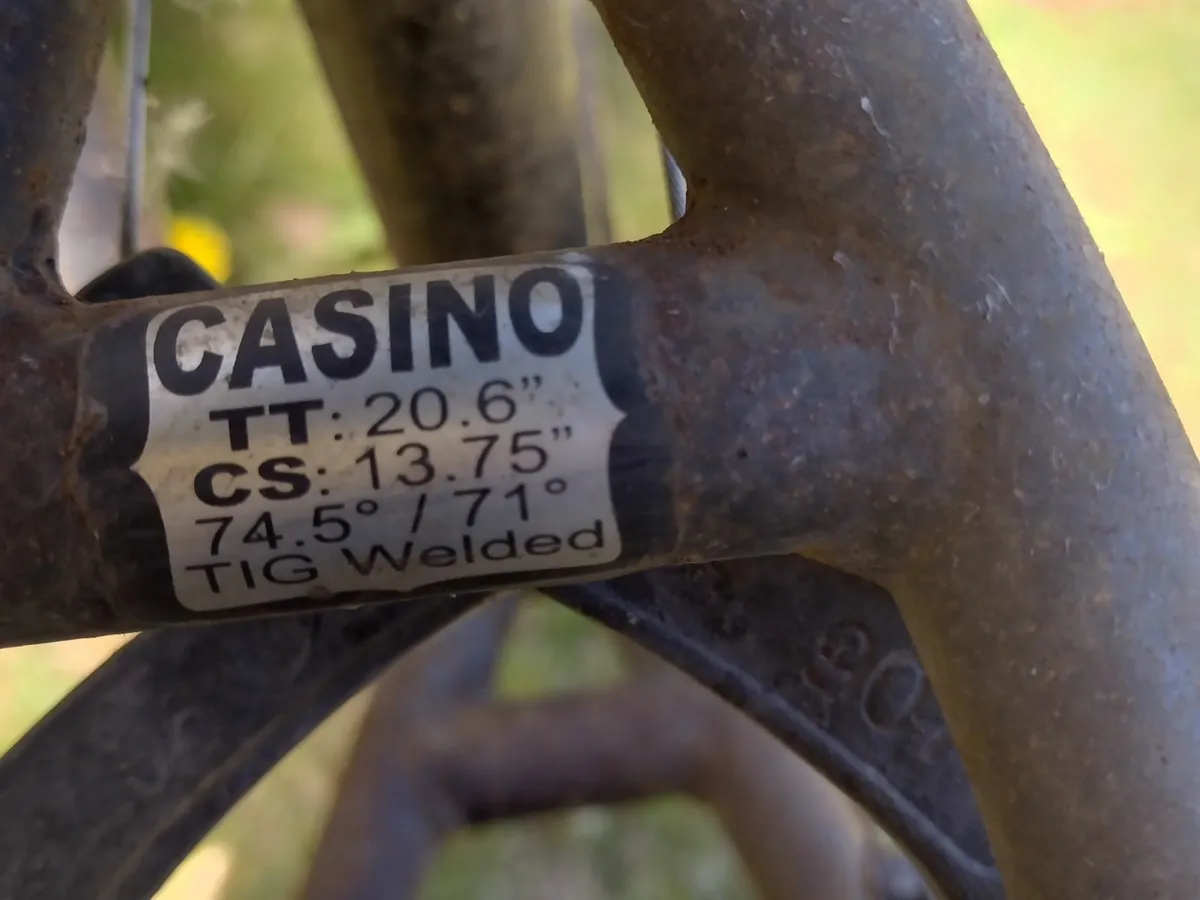 CASINO
TT: 20.6”
CS: 13.75”
74.5° / 71°
TIG Welded